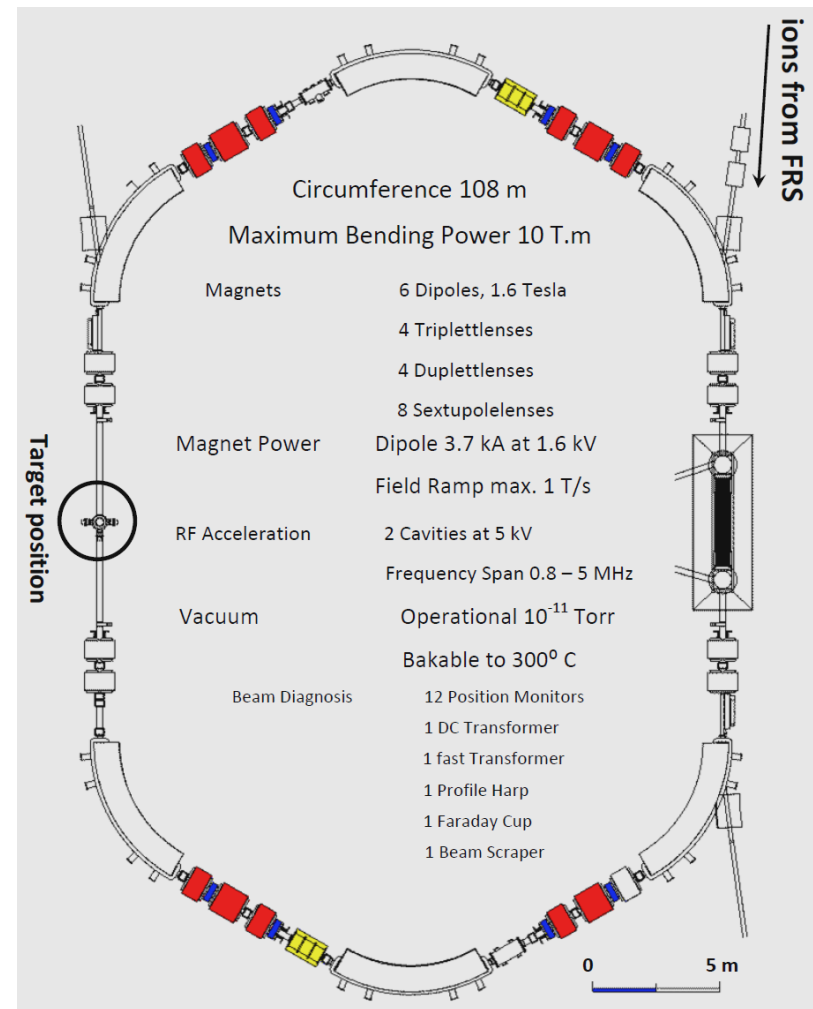 ions from FRS
Circumference 108 m
Maximum Bending Power 10 T.m
Magnets 6 Dipoles, 1.6 Tesla
4 Triplettlenses
4 Duplettlenses
8 Sextupolelenses
Magnet Power Dipole 3.7 kA at 1.6 kV
Field Ramp max. 1 T/s
Target position
RF Acceleration 2 Cavities at 5 kV
Frequency Span 0.8 – 5 MHz
Vacuum Operational 10⁻¹¹ Torr
Bakable to 300⁰ C
Beam Diagnosis 12 Position Monitors
1 DC Transformer
1 fast Transformer
1 Profile Harp
1 Faraday Cup
1 Beam Scraper
0 5 m